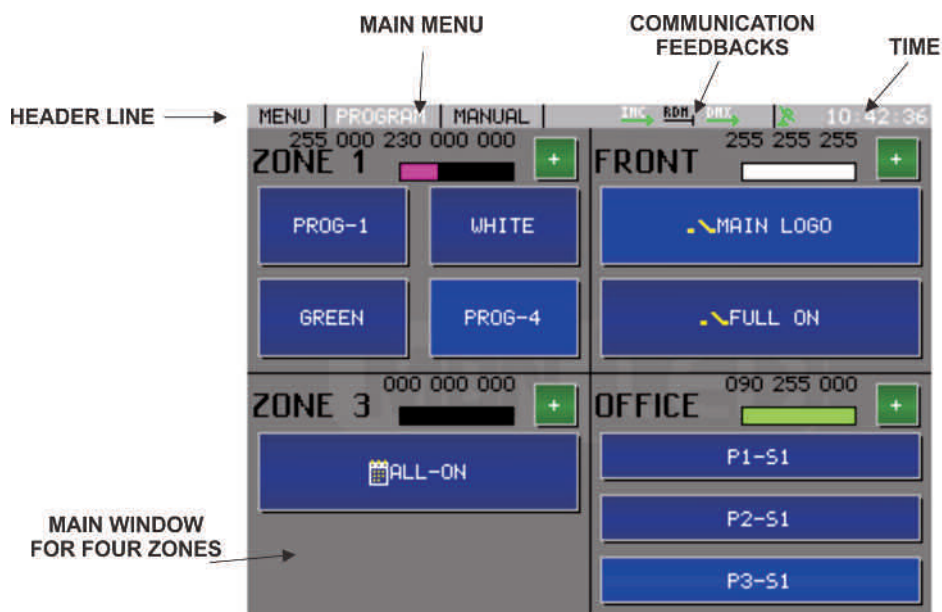 MAIN MENU
COMMUNICATION
FEEDBACKS
TIME
HEADER LINE
MENU PROGRAM MANUAL INC RDM DMX 10:42:36
255 000 230 000 000
ZONE 1 +
255 255 255
FRONT +
PROG-1 WHITE
MAIN LOGO
GREEN PROG-4
FULL ON
000 000 000
ZONE 3 +
090 255 000
OFFICE +
ALL-ON
P1-S1
P2-S1
P3-S1
MAIN WINDOW
FOR FOUR ZONES